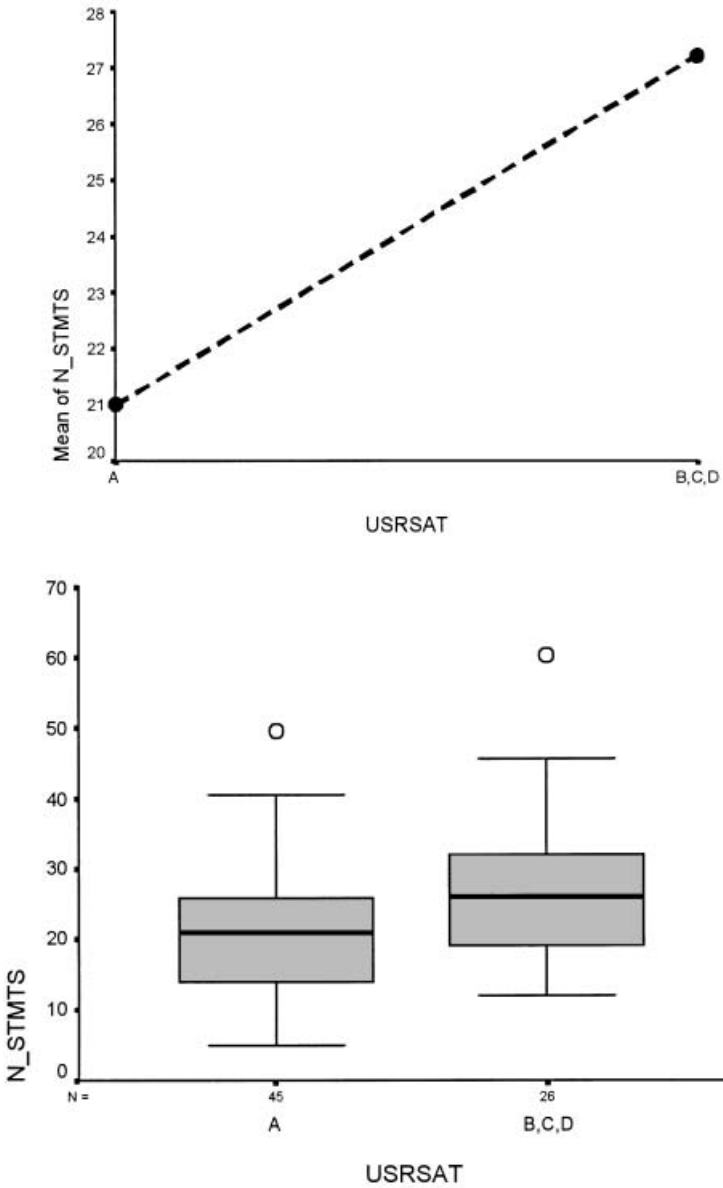 28
27
26
25
24
23
22
21
20
Mean of N_STMTS
A B,C,D
USRSAT
70
60
50
40
30
20
10
0
N_STMTS
N = 45 26
A B,C,D
USRSAT